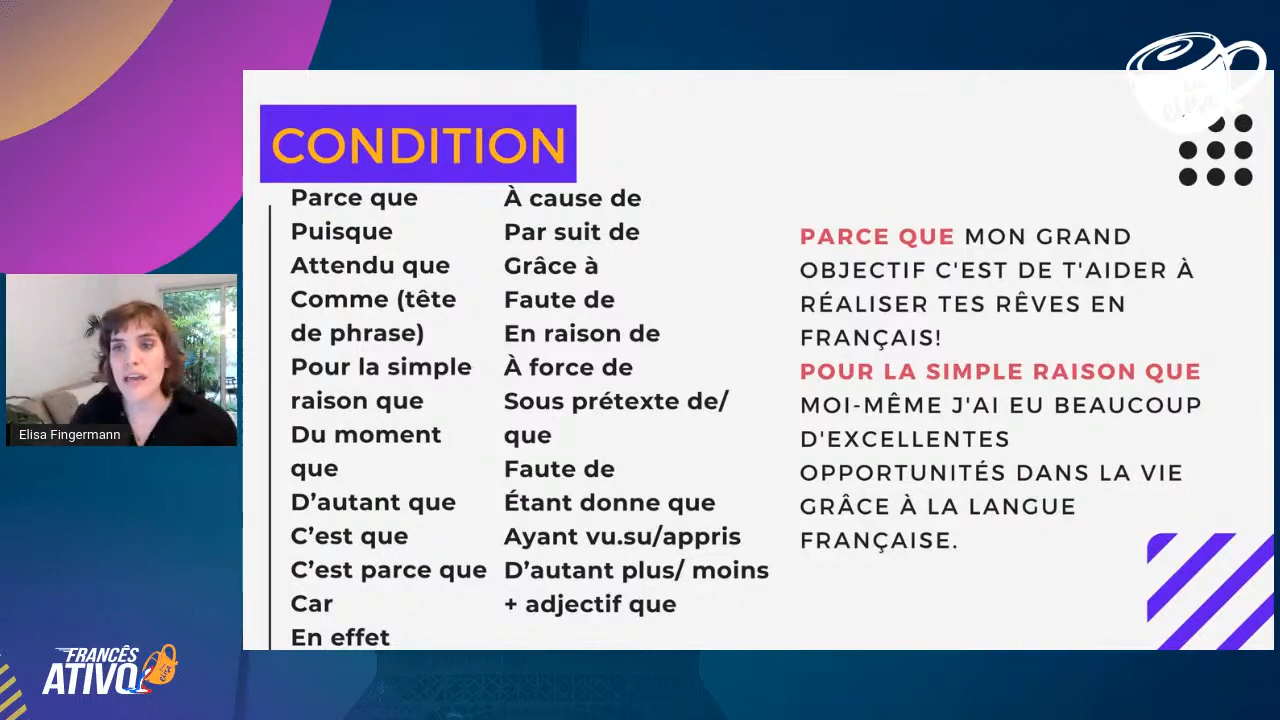 CONDITION
Parce que
Puisque
Attendu que
Comme (tête
de phrase)
Pour la simple
raison que
Du moment
que
D'autant que
C'est que
C'est parce que
Car
En effet
À cause de
Par suit de
Grâce à
Faute de
En raison de
À force de
Sous prétexte de/
que
Faute de
Étant donne que
Ayant vu.su/appris
D'autant plus/ moins
+ adjectif que
PARCE QUE MON GRAND
OBJECTIF C'EST DE T'AIDER À
RÉALISER TES RÊVES EN
FRANÇAIS!
POUR LA SIMPLE RAISON QUE
MOI-MÊME J'AI EU BEAUCOUP
D'EXCELLENTES
OPPORTUNITÉS DANS LA VIE
GRÂCE À LA LANGUE
FRANÇAISE.
Elisa Fingermann
FRANCÊS
ATIVO
elisa